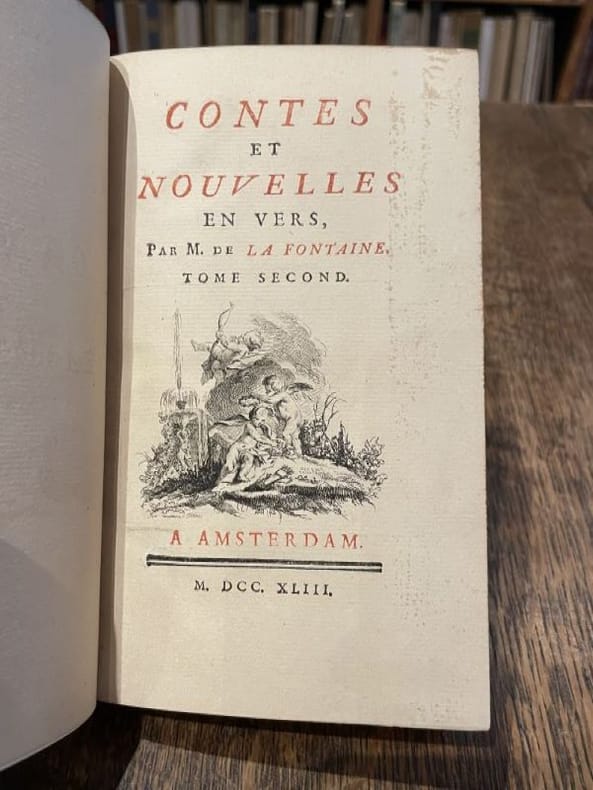 CONTES
ET
NOUVELLES
EN VERS,
PAR M. DE LA FONTAINE.
TOME SECOND.
A AMSTERDAM.
M. DCC. XLIII.